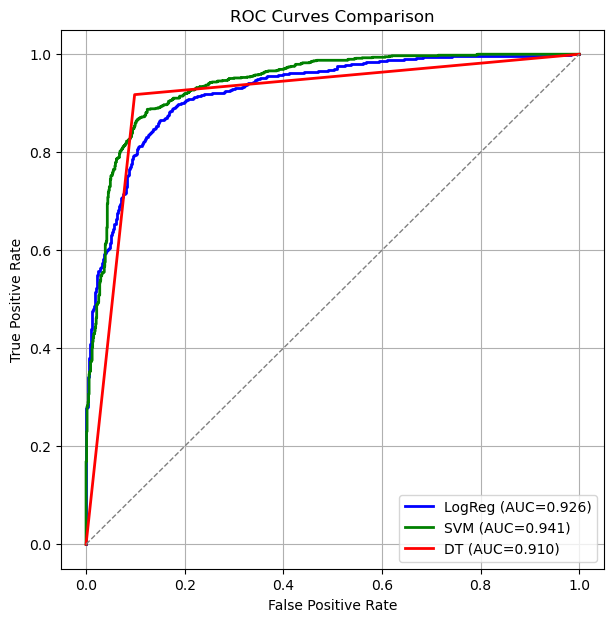 ROC Curves Comparison
True Positive Rate
1.0
0.8
0.6
0.4
0.2
0.0
LogReg (AUC=0.926)
SVM (AUC=0.941)
DT (AUC=0.910)
0.0 0.2 0.4 0.6 0.8 1.0
False Positive Rate